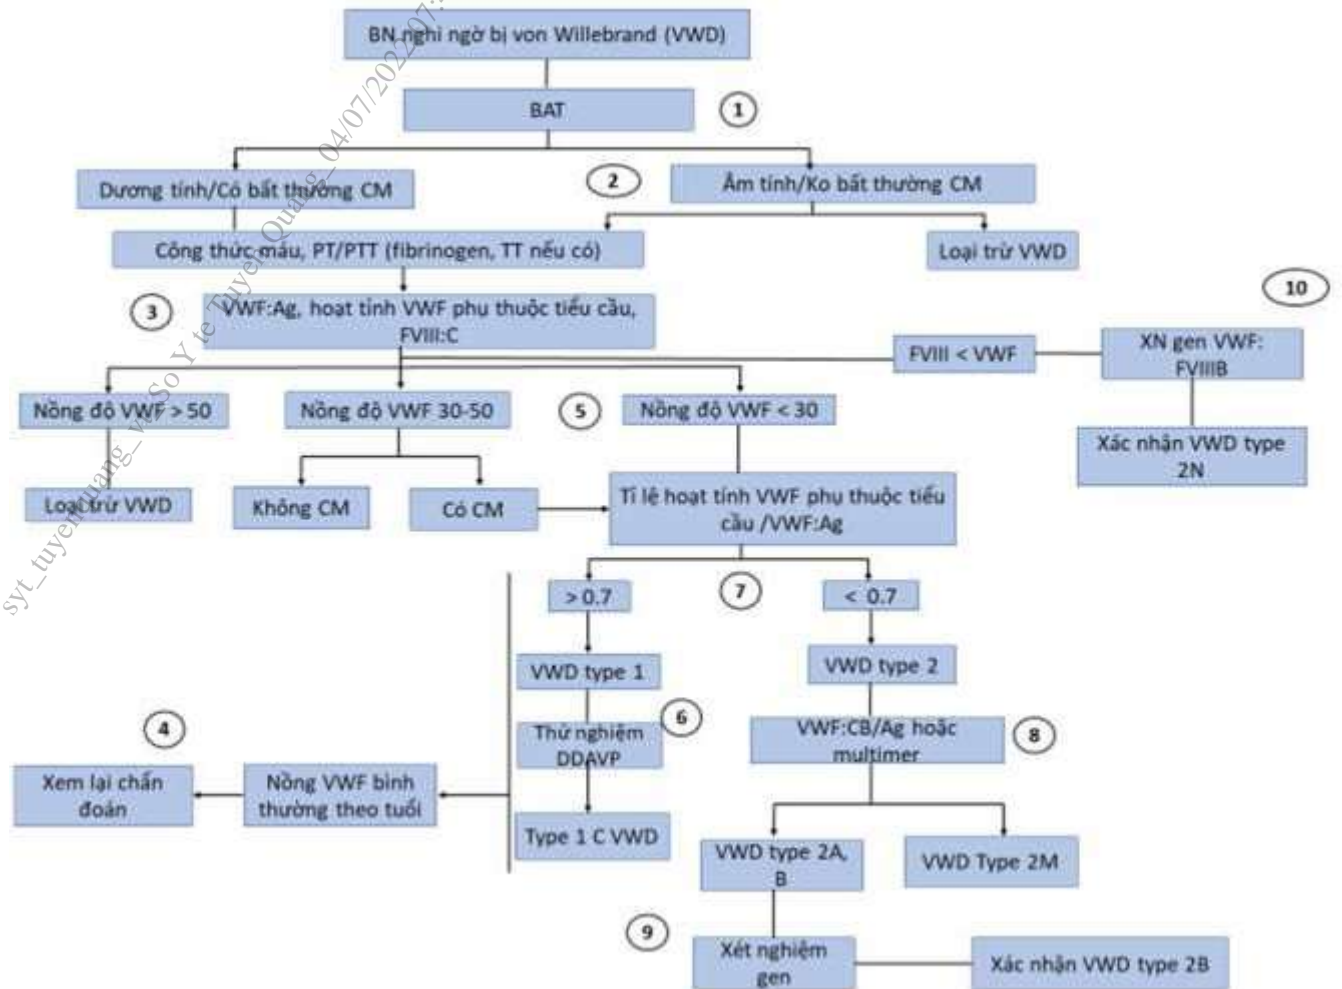 BN nghi ngờ bị von Willebrand (VWD)
BAT
1
Dương tính/Có bất thường CM
2
Âm tính/Ko bất thường CM
Công thức máu, PT/PTT (fibrinogen, TT nếu có)
Loại trừ VWD
3
VWF:Ag, hoạt tính VWF phụ thuộc tiểu cầu,
FVIII:C
10
FVIII < VWF
XN gen VWF:
FVIIIB
Nồng độ VWF > 50
Nồng độ VWF 30-50
5
Nồng độ VWF < 30
Xác nhận VWD type
2N
Loại trừ VWD
Không CM
Có CM
Tỉ lệ hoạt tính VWF phụ thuộc tiểu
cầu /VWF:Ag
> 0.7
7
< 0.7
VWD type 1
VWD type 2
4
Thử nghiệm
DDAVP
6
VWF:CB/Ag hoặc
multimer
8
Xem lại chẩn
đoán
Nồng VWF bình
thường theo tuổi
Type 1 C VWD
VWD type 2A,
B
VWD Type 2M
9
Xét nghiệm
gen
Xác nhận VWD type 2B